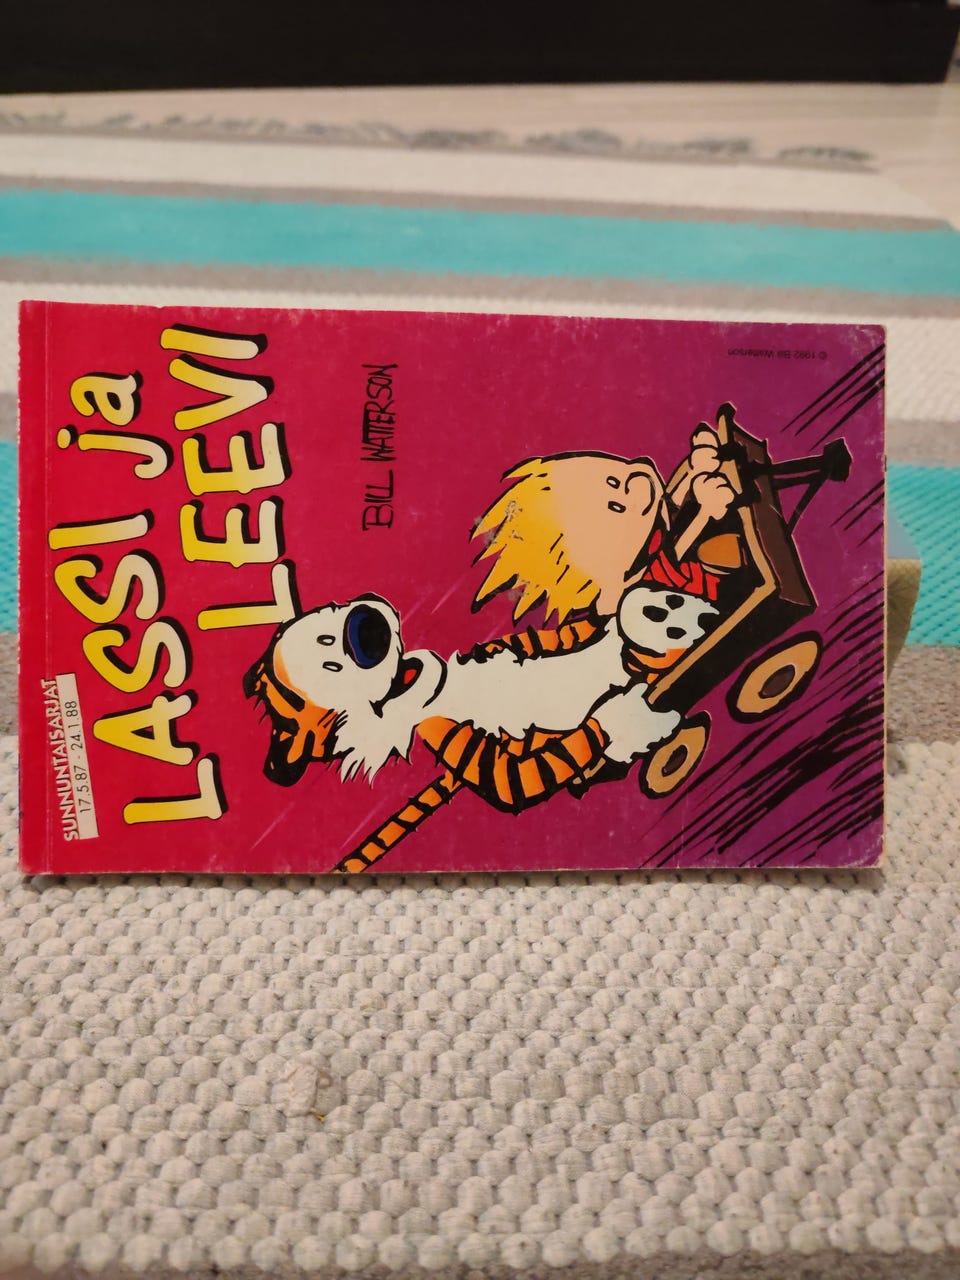 SUNNUNTAISARJAT
17.5.87 - 24.1.88
LASSI ja
LEEVI
BILL WATTERSON
© 1992 Bill Watterson